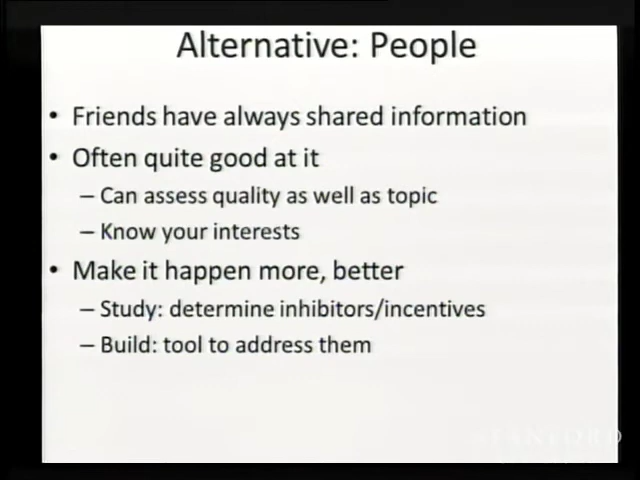 Alternative: People
• Friends have always shared information
• Often quite good at it
– Can assess quality as well as topic
– Know your interests
• Make it happen more, better
– Study: determine inhibitors/incentives
– Build: tool to address them
STANFORD